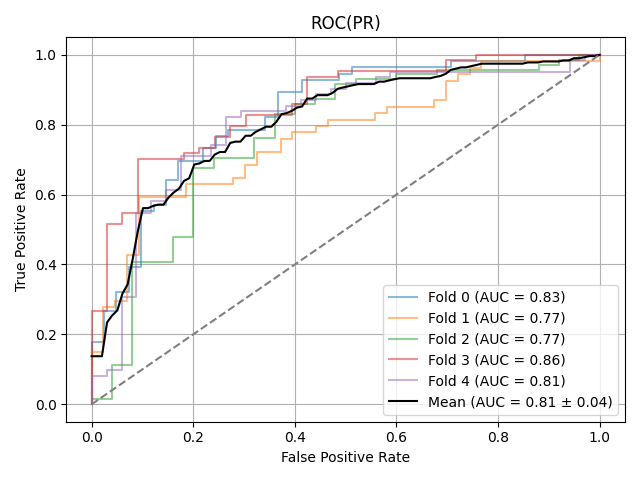 ROC(PR)
True Positive Rate
1.0
0.8
0.6
0.4
0.2
0.0
Fold 0 (AUC = 0.83)
Fold 1 (AUC = 0.77)
Fold 2 (AUC = 0.77)
Fold 3 (AUC = 0.86)
Fold 4 (AUC = 0.81)
Mean (AUC = 0.81 ± 0.04)
0.0 0.2 0.4 0.6 0.8 1.0
False Positive Rate